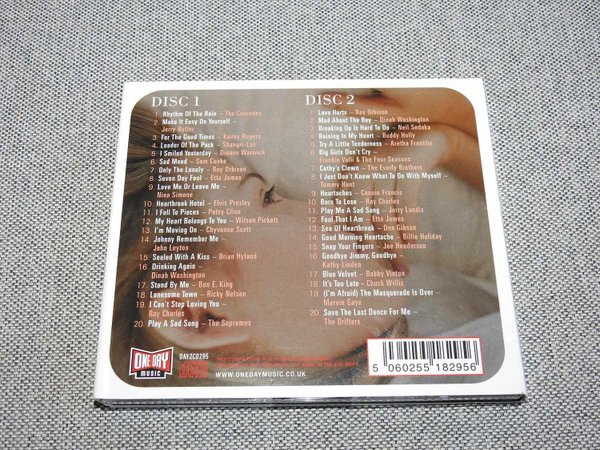 DISC 1
1. Rhythm Of The Rain – The Cascades
2. Make It Easy On Yourself –
Jerry Butler
3. For The Good Times – Kenny Rogers
4. Leader Of The Pack – Shangri Las
5. I Smiled Yesterday – Dionne Warwick
6. Sad Mood – Sam Cooke
7. Only The Lonely – Roy Orbison
8. Seven Day Fool – Etta James
9. Love Me Or Leave Me –
Nina Simone
10. Heartbreak Hotel – Elvis Presley
11. I Fall To Pieces – Patsy Cline
12. My Heart Belongs To You – Wilson Pickett
13. I'm Moving On – Chyvonne Scott
14. Johnny Remember Me –
John Leyton
15. Sealed With A Kiss – Brian Hyland
16. Drinking Again –
Dinah Washington
17. Stand By Me – Ben E. King
18. Lonesome Town – Ricky Nelson
19. I Can't Stop Loving You –
Ray Charles
20. Play A Sad Song – The Supremes
DISC 2
1. Love Hurts – Roy Orbison
2. Mad About The Boy – Dinah Washington
3. Breaking Up Is Hard To Do – Neil Sedaka
4. Raining In My Heart – Buddy Holly
5. Try A Little Tenderness – Aretha Franklin
6. Big Girls Don't Cry –
Frankie Valli & The Four Seasons
7. Cathy's Clown – The Everly Brothers
8. I Just Don't Know What To Do With Myself –
Tommy Hunt
9. Heartaches – Connie Francis
10. Born To Lose – Ray Charles
11. Play Me A Sad Song – Jerry Landis
12. Fool That I Am – Etta James
13. Sea Of Heartbreak – Don Gibson
14. Good Morning Heartache – Billie Holiday
15. Snap Your Fingers – Joe Henderson
16. Goodbye Jimmy, Goodbye –
Kathy Linden
17. Blue Velvet – Bobby Vinton
18. It's Too Late – Chuck Willis
19. (I'm Afraid) The Masquerade Is Over –
Marvin Gaye
20. Save The Last Dance For Me –
The Drifters
ONE DAY
MUSIC
DAY2CD295
WWW.ONEDAYMUSIC.CO.UK
5 060255 182956